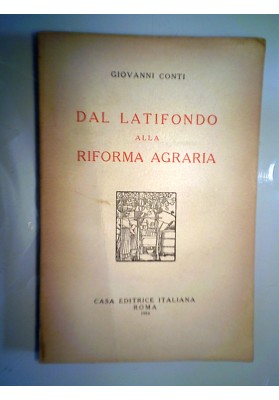 GIOVANNI CONTI
DAL LATIFONDO
ALLA
RIFORMA AGRARIA
CASA EDITRICE ITALIANA
ROMA